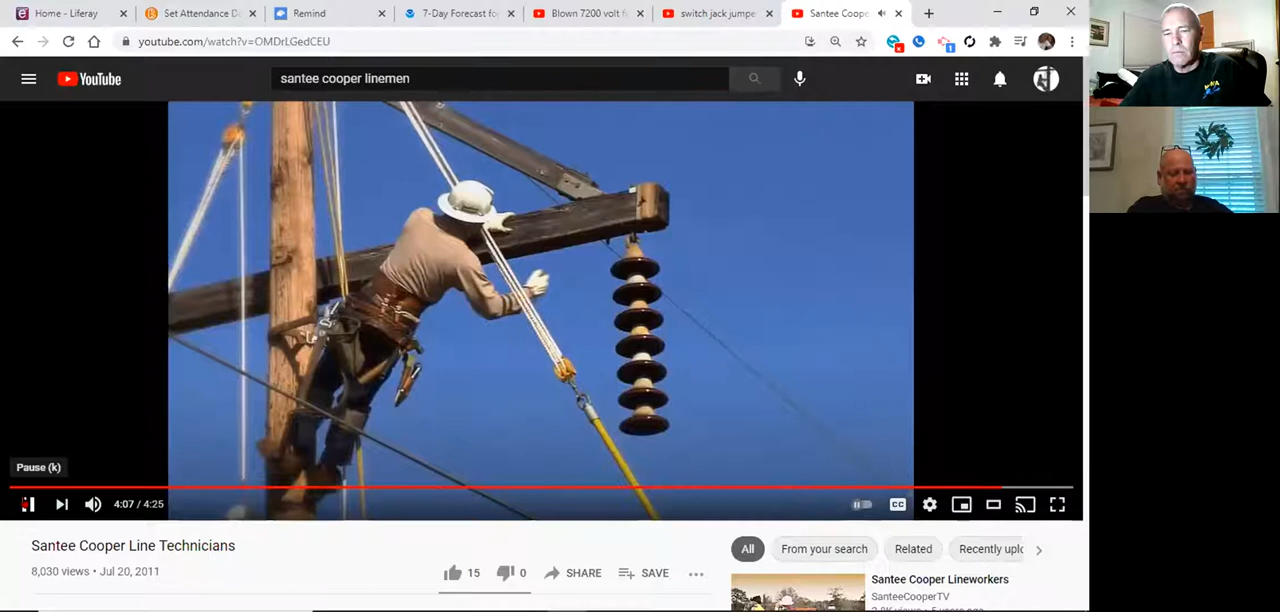 Home - Liferay
Set Attendance D
Remind
7-Day Forecast fo
Blown 7200 volt f
switch jack jumpe
Santee Coope
youtube.com/watch?v=OMDrLGedCEU
YouTube
santee cooper linemen
Pause (k)
4:07 / 4:25
CC
Santee Cooper Line Technicians
8,030 views • Jul 20, 2011
15
0
SHARE
SAVE
All
From your search
Related
Recently uplo
Santee Cooper Lineworkers
SanteeCooperTV